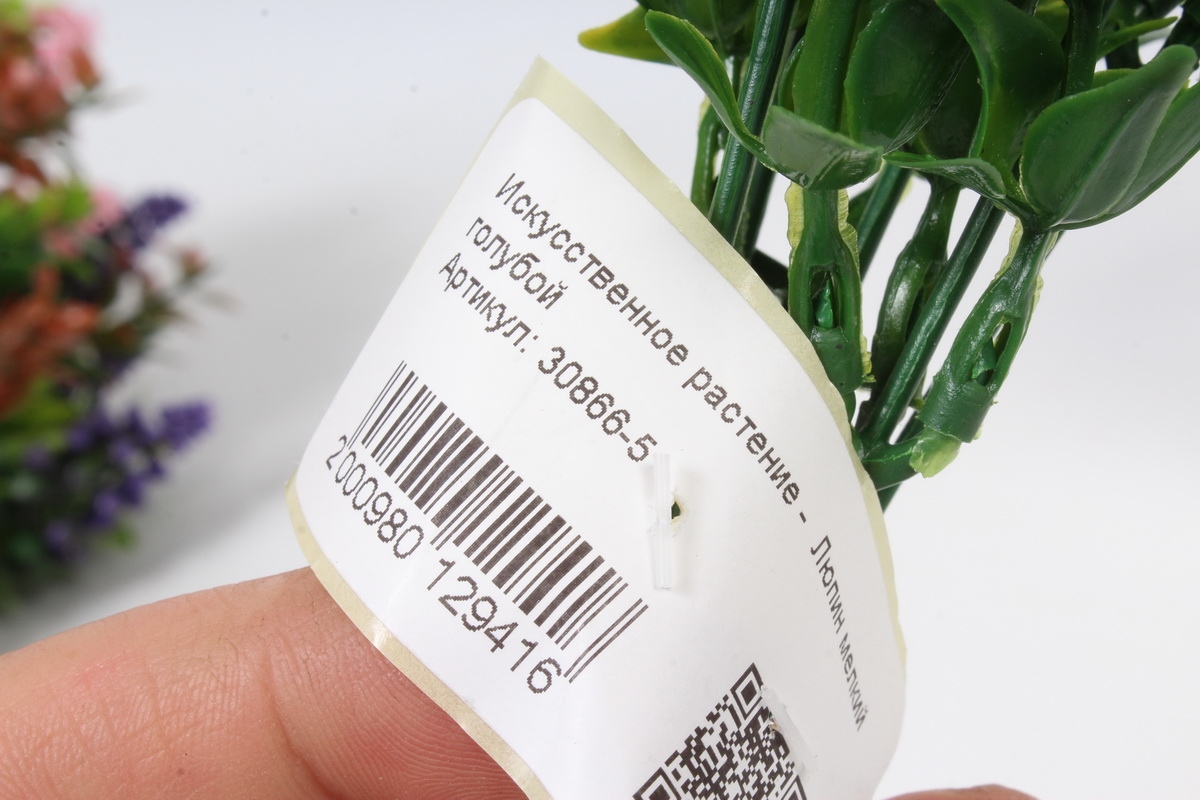 Искусственное растение - Люпин мелкий
голубой
Артикул: 30866-5
2000980 129416